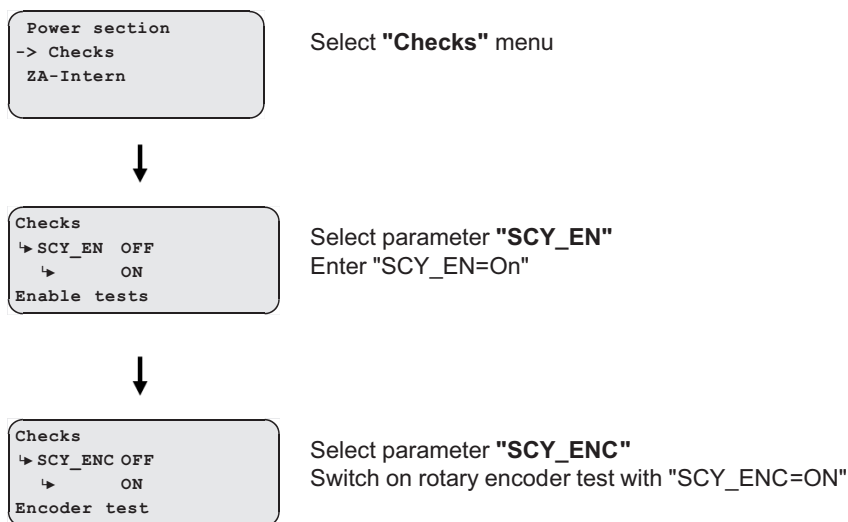 Power section
-> Checks
ZA-Intern
Select "Checks" menu
Checks
↳ SCY_EN OFF
↳ ON
Enable tests
Select parameter "SCY_EN"
Enter "SCY_EN=On"
Checks
↳ SCY_ENC OFF
↳ ON
Encoder test
Select parameter "SCY_ENC"
Switch on rotary encoder test with "SCY_ENC=ON"